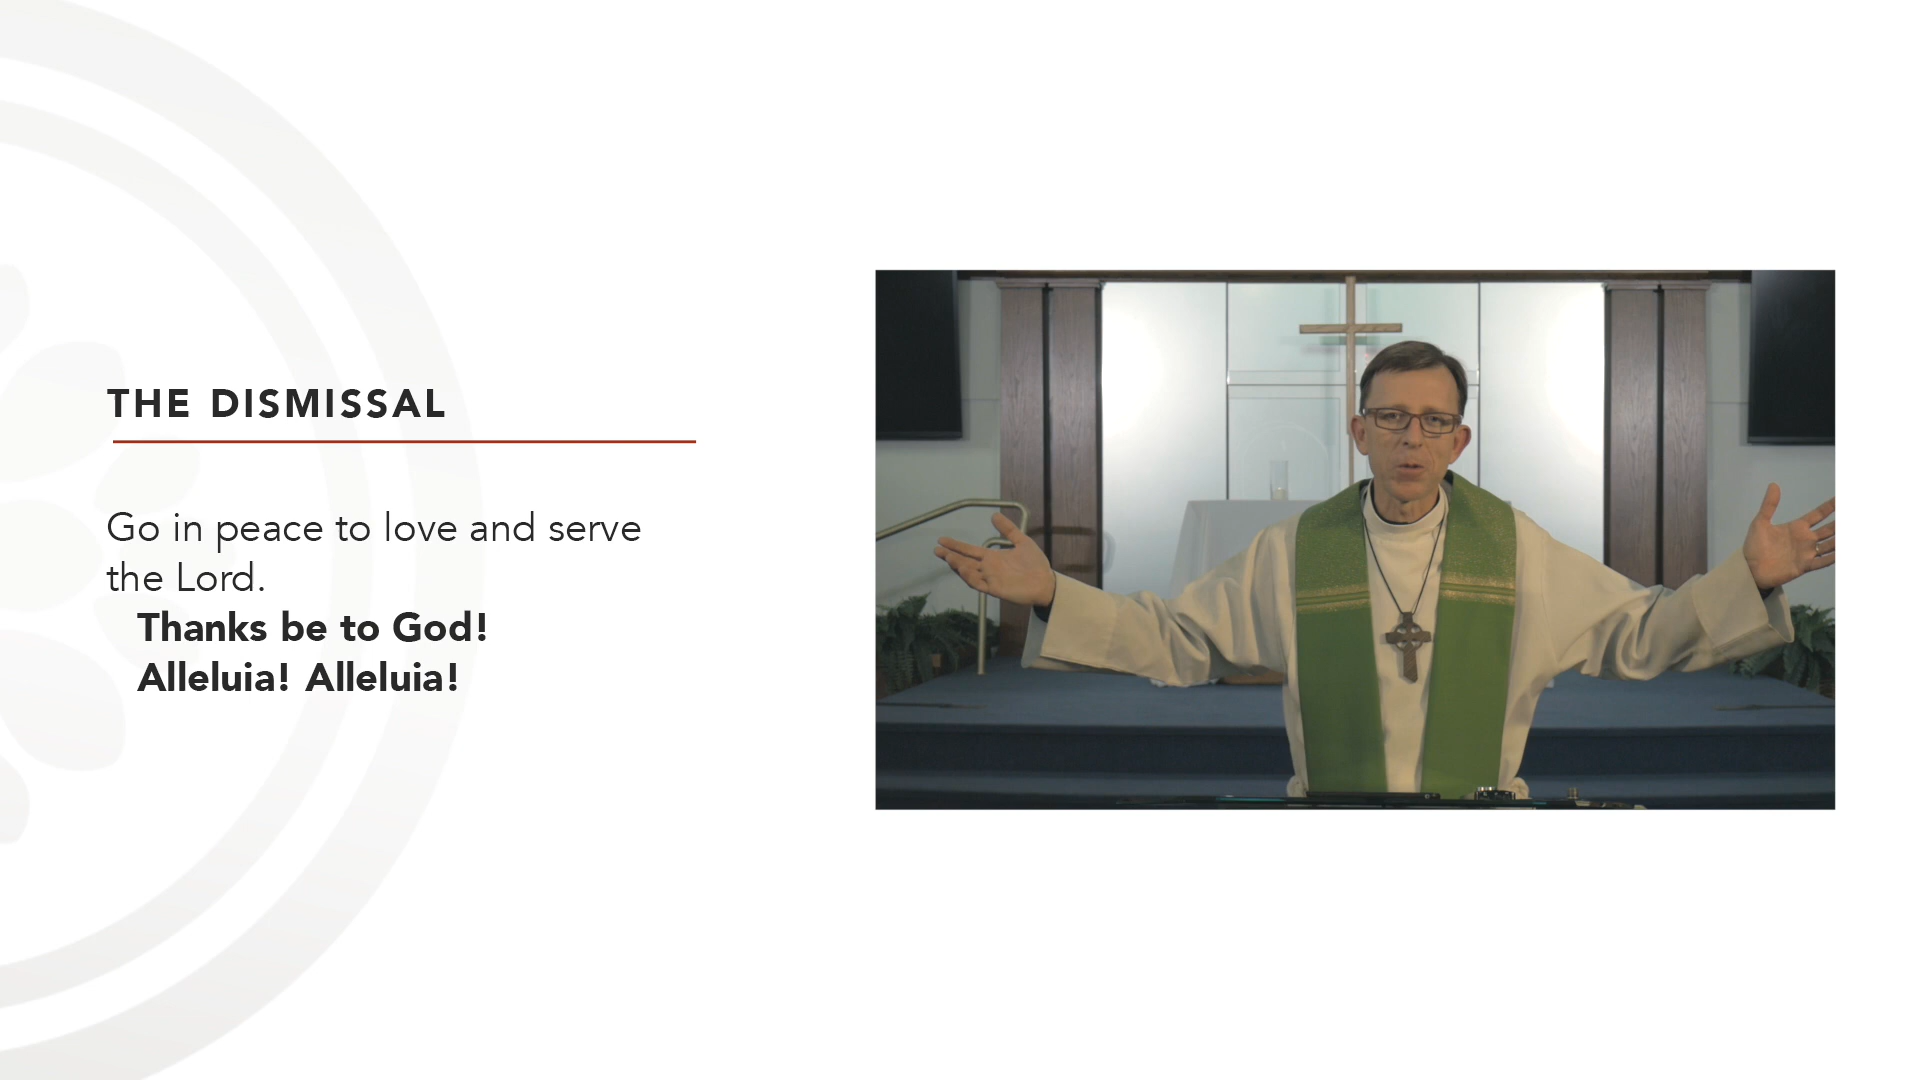 THE DISMISSAL
Go in peace to love and serve
the Lord.
Thanks be to God!
Alleluia! Alleluia!